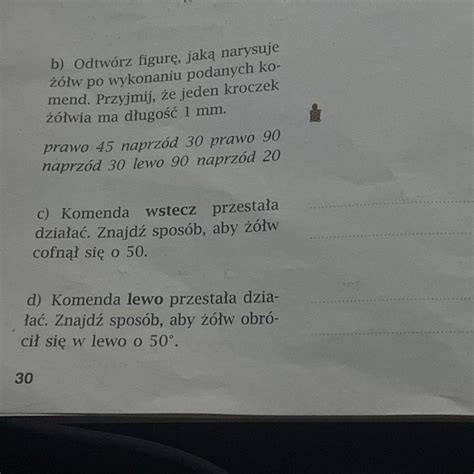 b) Odtwórz figurę, jaką narysuje
żółw po wykonaniu podanych ko-
mend. Przyjmij, że jeden kroczek
żółwia ma długość 1 mm.
prawo 45 naprzód 30 prawo 90
naprzód 30 lewo 90 naprzód 20
c) Komenda wstecz przestała
działać. Znajdź sposób, aby żółw
cofnął się o 50.
d) Komenda lewo przestała dzia-
łać. Znajdź sposób, aby żółw obró-
cił się w lewo o 50°.
30